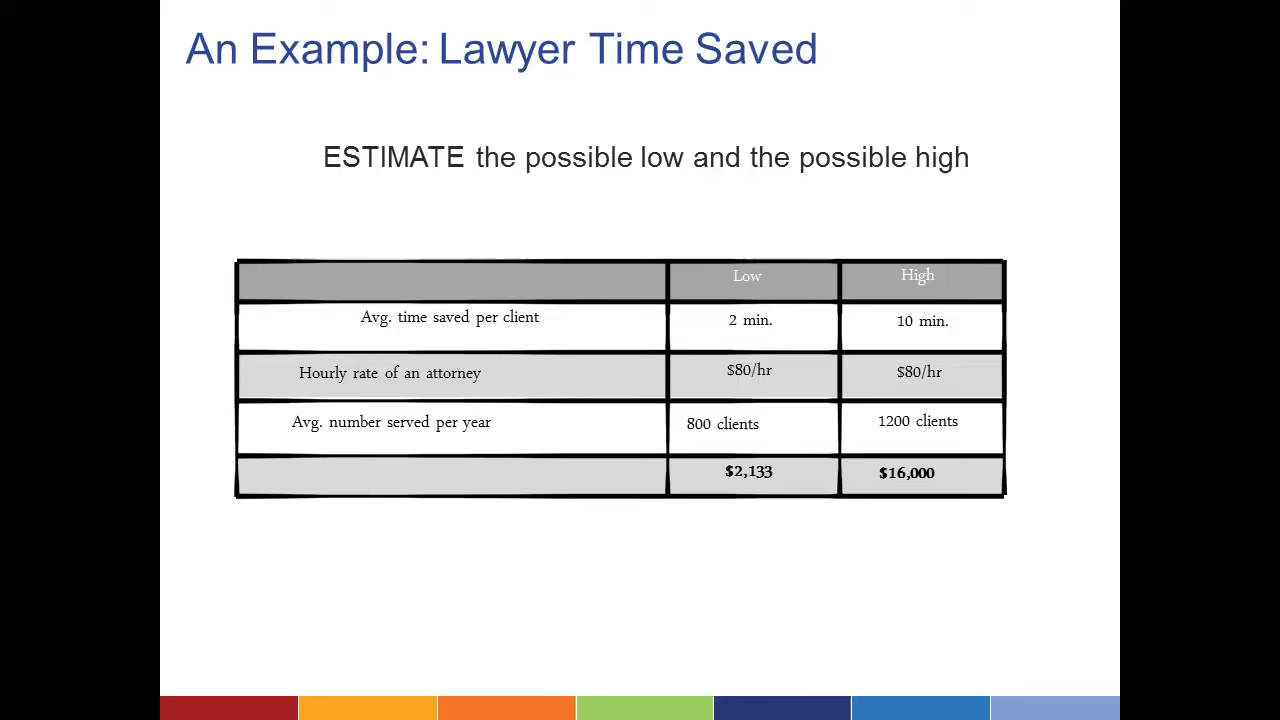 An Example: Lawyer Time Saved
ESTIMATE the possible low and the possible high
Low High
Avg. time saved per client 2 min. 10 min.
Hourly rate of an attorney $80/hr $80/hr
Avg. number served per year 800 clients 1200 clients
$2,133 $16,000